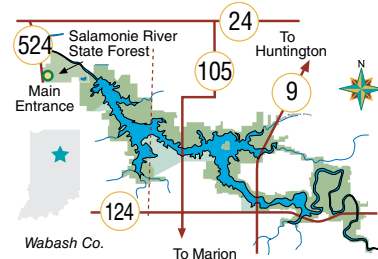 24
524
Salamonie River
State Forest
To
Huntington
N
105
9
Main
Entrance
124
Wabash Co.
To Marion